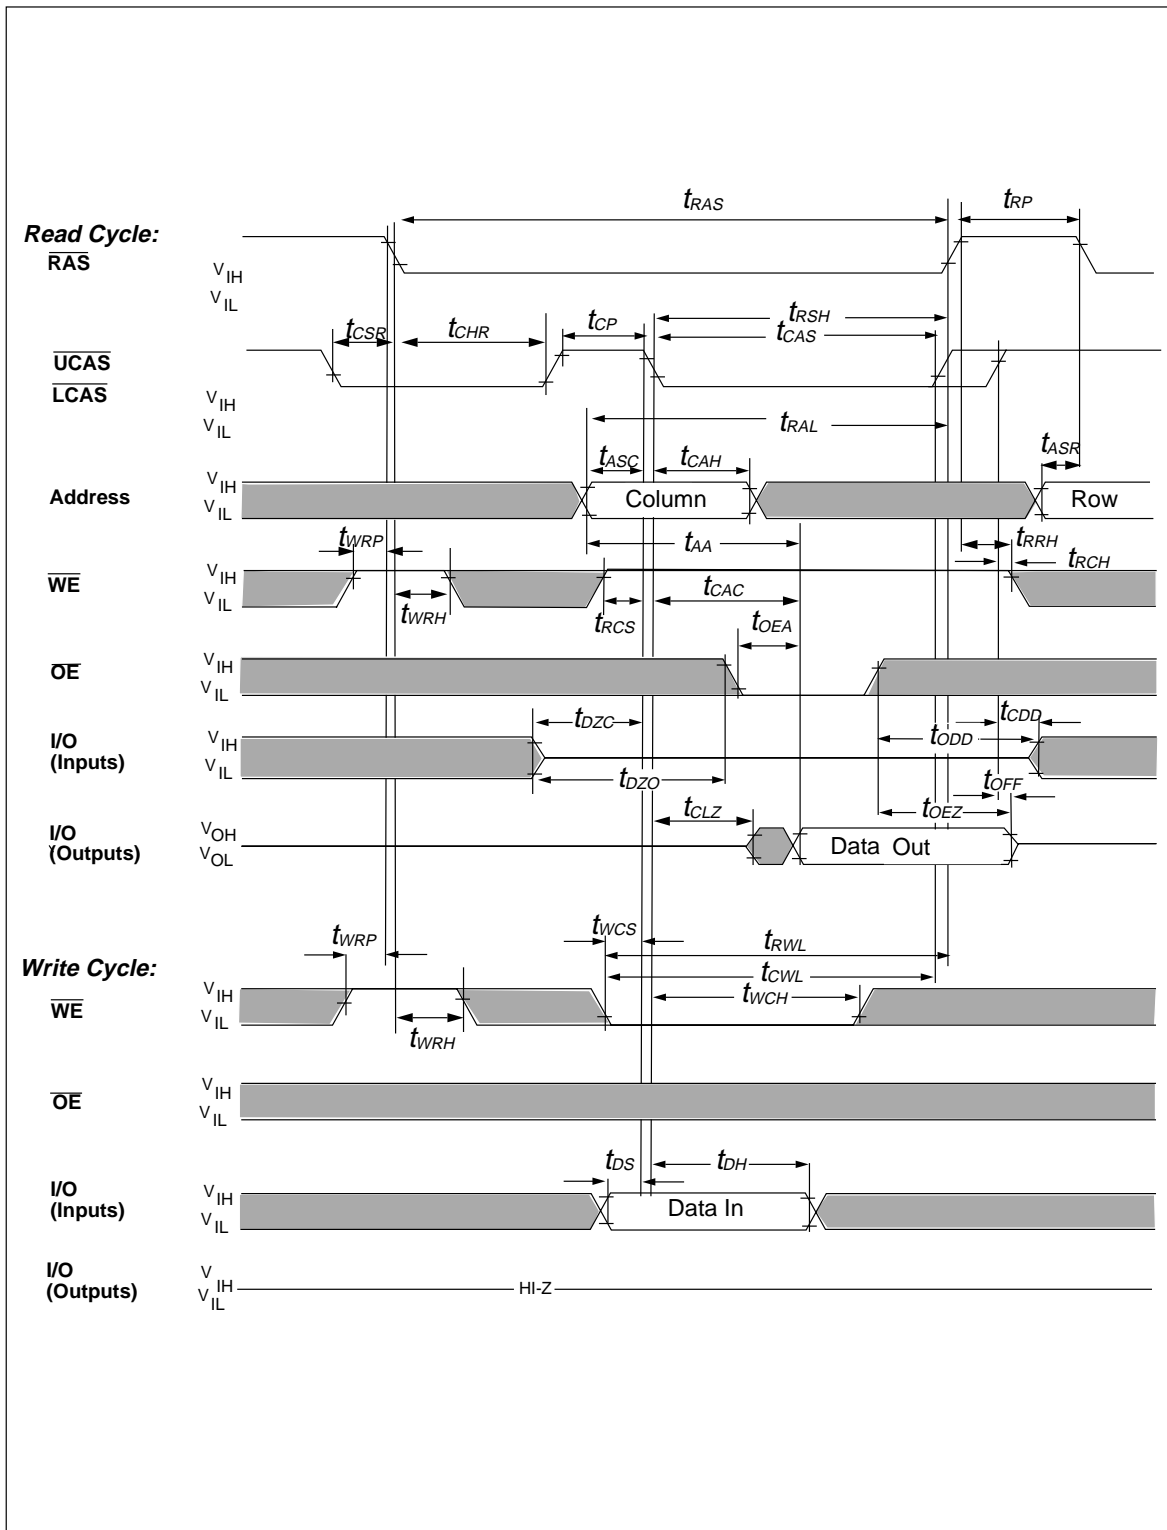 tRAS
tRP
Read Cycle:
RAS
VIH
VIL
tRSH
tCSR
tCHR
tCP
tCAS
UCAS
LCAS
VIH
VIL
tRAL
tASR
tASC
tCAH
Address
VIH
VIL
Column
Row
tWRP
tAA
tRRH
tRCH
WE
VIH
VIL
tCAC
tWRH
tRCS
tOEA
OE
VIH
VIL
tDZC
tCDD
tODD
I/O
(Inputs)
VIH
VIL
tDZO
tOFF
tOEZ
tCLZ
I/O
(Outputs)
VOH
VOL
Data Out
tWCS
tWRP
tRWL
Write Cycle:
tCWL
tWCH
WE
VIH
VIL
tWRH
OE
VIH
VIL
tDS
tDH
I/O
(Inputs)
VIH
VIL
Data In
I/O
(Outputs)
VIH
VIL
HI-Z